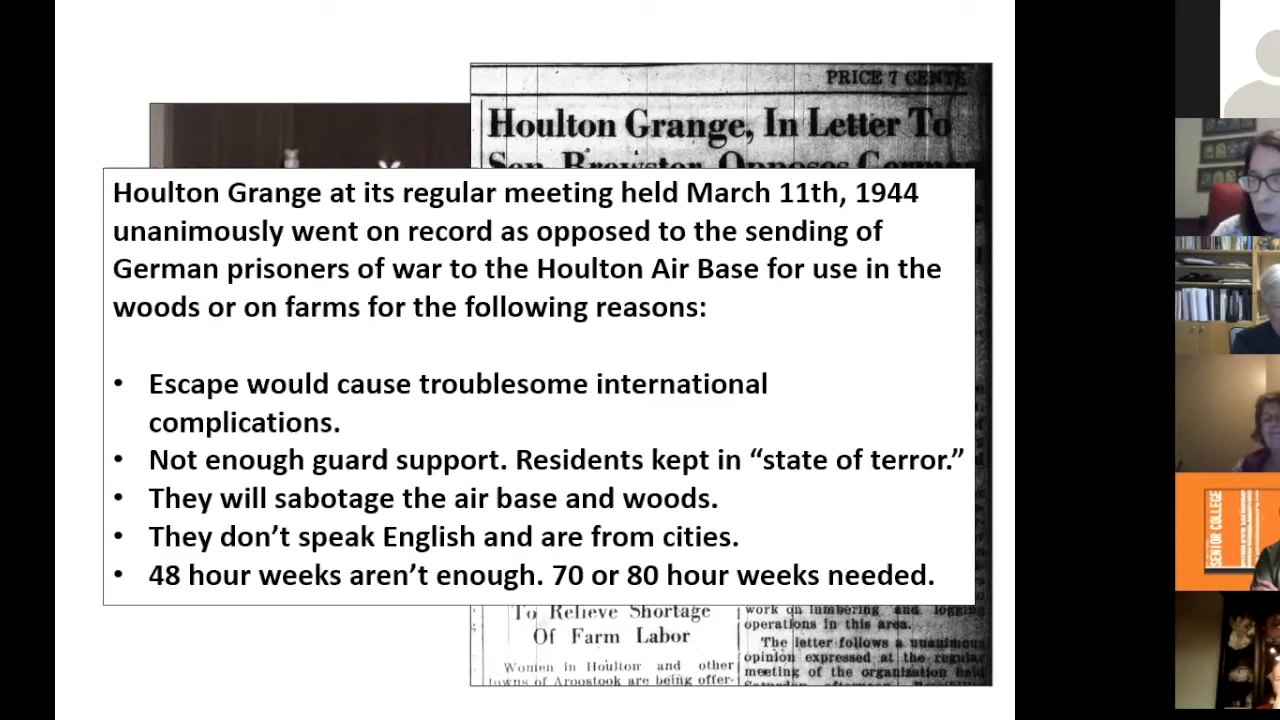 PRICE 7 CENTS
Houlton Grange, In Letter To
Sen. Brewster, Opposes German
Houlton Grange at its regular meeting held March 11th, 1944
unanimously went on record as opposed to the sending of
German prisoners of war to the Houlton Air Base for use in the
woods or on farms for the following reasons:
• Escape would cause troublesome international
complications.
• Not enough guard support. Residents kept in “state of terror.”
• They will sabotage the air base and woods.
• They don’t speak English and are from cities.
• 48 hour weeks aren’t enough. 70 or 80 hour weeks needed.
To Relieve Shortage
Of Farm Labor
Women in Houlton and other
towns of Aroostook are being offer-
work on lumbering and logging
operations in this area.
The letter follows a unanimous
opinion expressed at the regular
meeting of the organization held
SENIOR COLLEGE